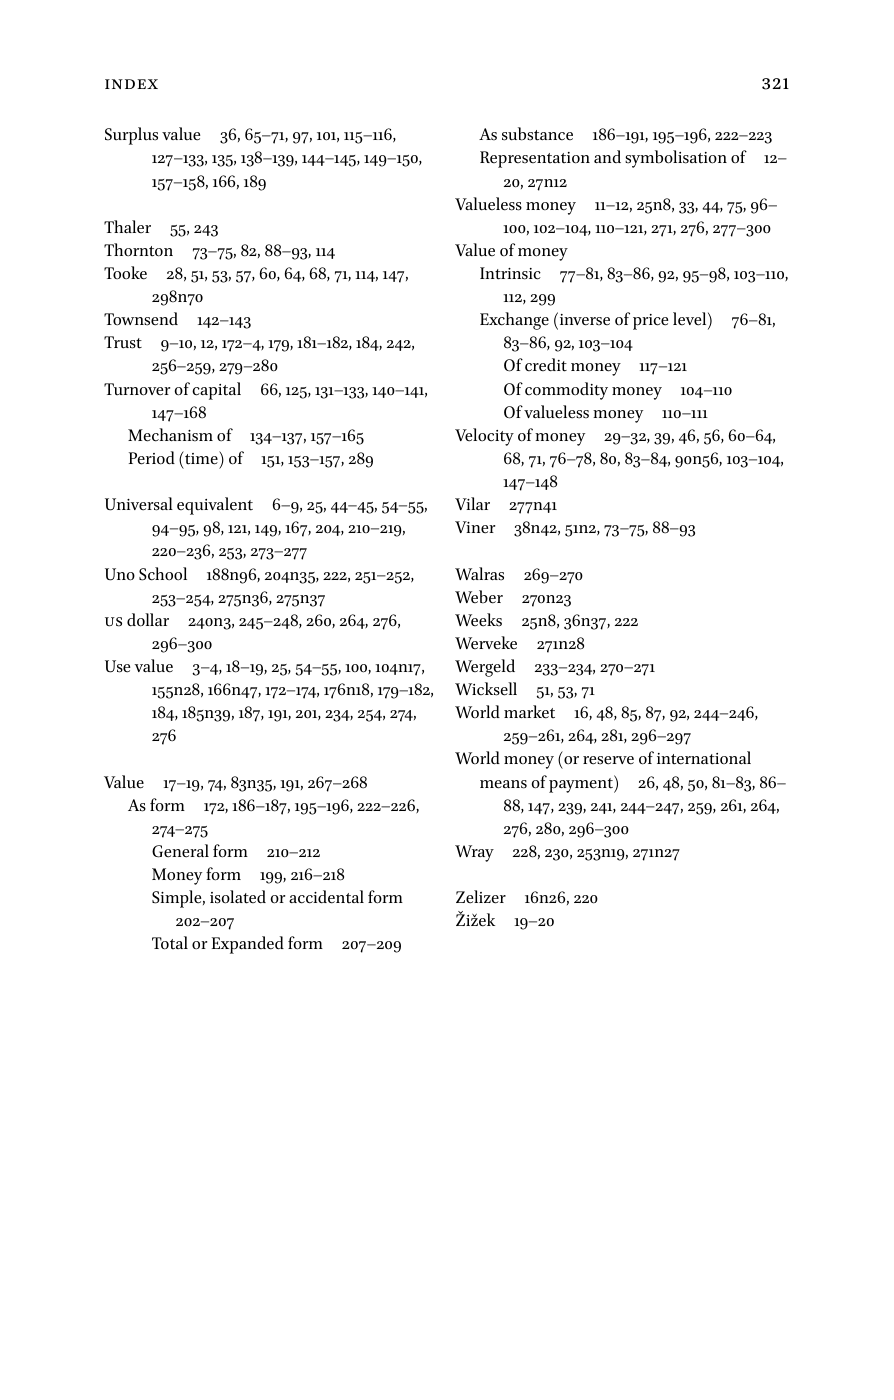 INDEX 321
Surplus value 36, 65–71, 97, 101, 115–116,
127–133, 135, 138–139, 144–145, 149–150,
157–158, 166, 189
Thaler 55, 243
Thornton 73–75, 82, 88–93, 114
Tooke 28, 51, 53, 57, 60, 64, 68, 71, 114, 147,
298n70
Townsend 142–143
Trust 9–10, 12, 172–4, 179, 181–182, 184, 242,
256–259, 279–280
Turnover of capital 66, 125, 131–133, 140–141,
147–168
Mechanism of 134–137, 157–165
Period (time) of 151, 153–157, 289
Universal equivalent 6–9, 25, 44–45, 54–55,
94–95, 98, 121, 149, 167, 204, 210–219,
220–236, 253, 273–277
Uno School 188n96, 204n35, 222, 251–252,
253–254, 275n36, 275n37
US dollar 240n3, 245–248, 260, 264, 276,
296–300
Use value 3–4, 18–19, 25, 54–55, 100, 104n17,
155n28, 166n47, 172–174, 176n18, 179–182,
184, 185n39, 187, 191, 201, 234, 254, 274,
276
Value 17–19, 74, 83n35, 191, 267–268
As form 172, 186–187, 195–196, 222–226,
274–275
General form 210–212
Money form 199, 216–218
Simple, isolated or accidental form
202–207
Total or Expanded form 207–209
As substance 186–191, 195–196, 222–223
Representation and symbolisation of 12–
20, 27n12
Valueless money 11–12, 25n8, 33, 44, 75, 96–
100, 102–104, 110–121, 271, 276, 277–300
Value of money
Intrinsic 77–81, 83–86, 92, 95–98, 103–110,
112, 299
Exchange (inverse of price level) 76–81,
83–86, 92, 103–104
Of credit money 117–121
Of commodity money 104–110
Of valueless money 110–111
Velocity of money 29–32, 39, 46, 56, 60–64,
68, 71, 76–78, 80, 83–84, 90n56, 103–104,
147–148
Vilar 277n41
Viner 38n42, 51n2, 73–75, 88–93
Walras 269–270
Weber 270n23
Weeks 25n8, 36n37, 222
Werveke 271n28
Wergeld 233–234, 270–271
Wicksell 51, 53, 71
World market 16, 48, 85, 87, 92, 244–246,
259–261, 264, 281, 296–297
World money (or reserve of international
means of payment) 26, 48, 50, 81–83, 86–
88, 147, 239, 241, 244–247, 259, 261, 264,
276, 280, 296–300
Wray 228, 230, 253n19, 271n27
Zelizer 16n26, 220
Žižek 19–20